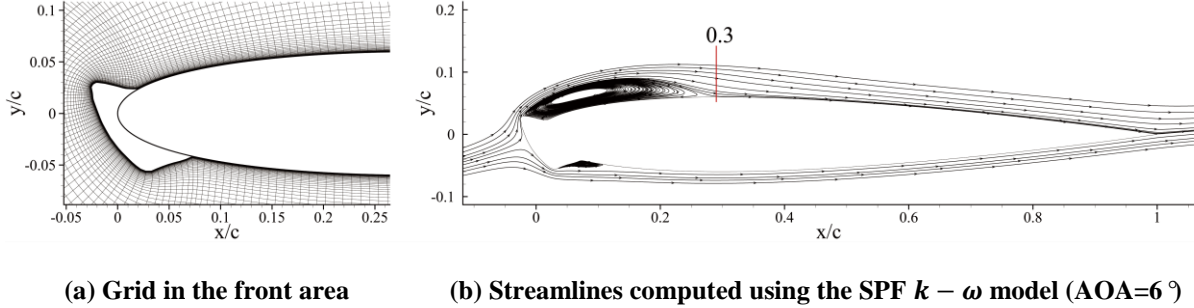 0.1
0.05
0
-0.05
y/c
-0.05 0 0.05 0.1 0.15 0.2 0.25
x/c
0.2
0.1
0
-0.1
y/c
0.3
0 0.2 0.4 0.6 0.8 1
x/c
(a) Grid in the front area
(b) Streamlines computed using the SPF k − ω model (AOA=6 °)